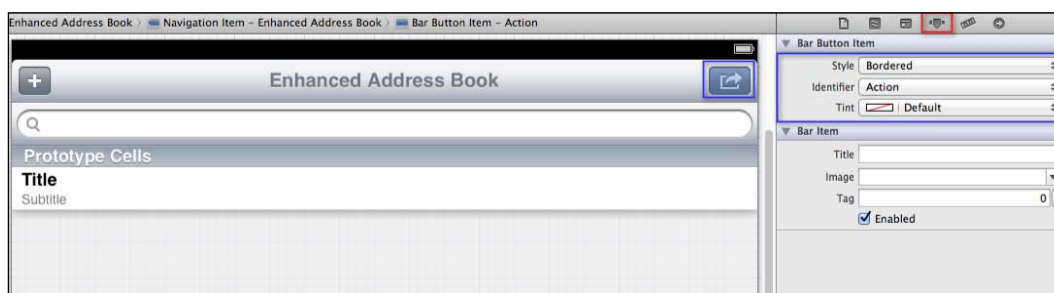 Enhanced Address Book 〉 Navigation Item – Enhanced Address Book 〉 Bar Button Item – Action
Enhanced Address Book
Prototype Cells
Title
Subtitle
Bar Button Item
Style Bordered
Identifier Action
Tint Default
Bar Item
Title
Image
Tag 0
Enabled